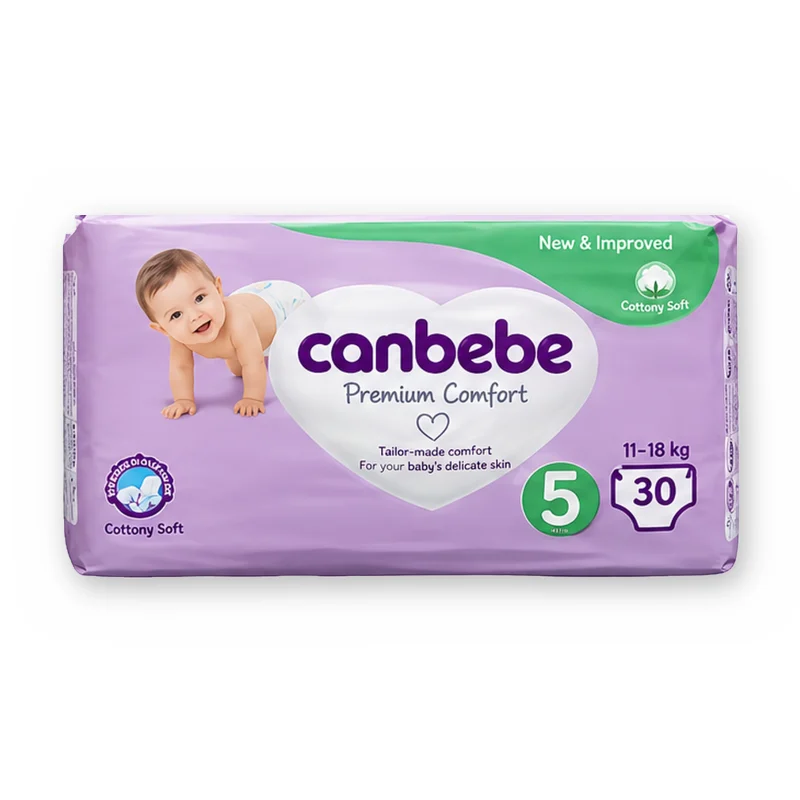 New & Improved
Cottony Soft
canbebe
Premium Comfort
Tailor-made comfort
For your baby's delicate skin
11-18 kg
5
30
Cottony Soft